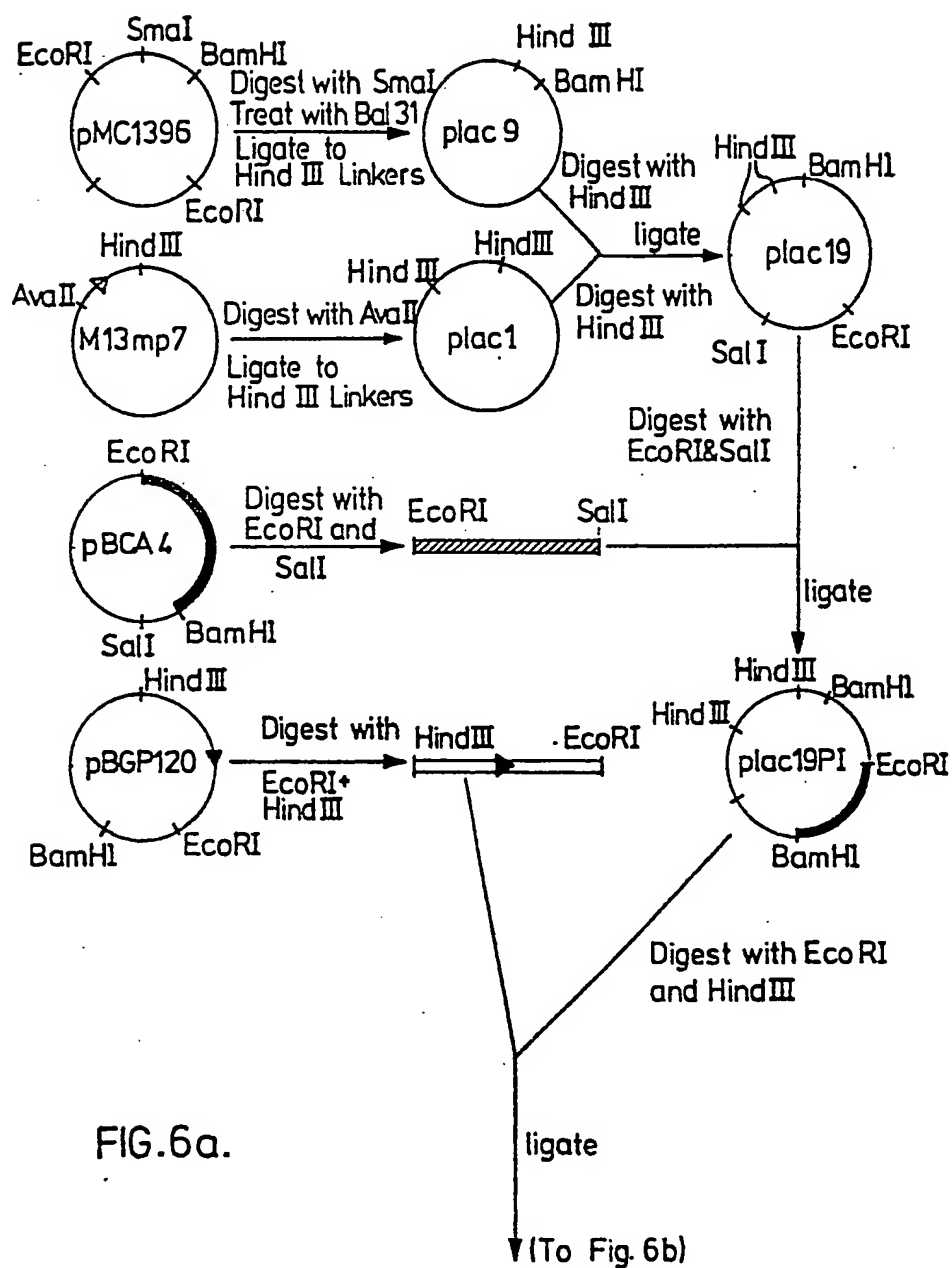 SmaI
EcoRI
BamHI
pMC1396
EcoRI
Digest with SmaI
Treat with Bal 31
Ligate to
Hind III Linkers
Hind III
Bam HI
plac 9
Digest with
Hind III
Hind III
AvaII
M13mp7
Digest with AvaII
Ligate to
Hind III Linkers
Hind III
Hind III
plac1
Digest with
Hind III
ligate
Hind III
BamH1
plac19
SalI
EcoRI
Digest with
EcoRI&SalI
EcoRI
pBCA4
SalI
BamH1
Digest with
EcoRI and
SalI
EcoRI
SalI
ligate
Hind III
pBGP120
BamH1
EcoRI
Digest with
EcoRI+
Hind III
Hind III
EcoRI
Hind III
BamH1
Hind III
plac19PI
EcoRI
BamH1
Digest with Eco RI
and Hind III
ligate
FIG.6a.
(To Fig. 6b)